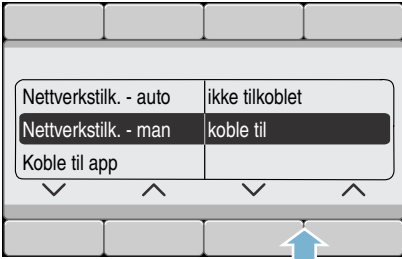 Nettverkstilk. - auto ikke tilkoblet
Nettverkstilk. - man koble til
Koble til app